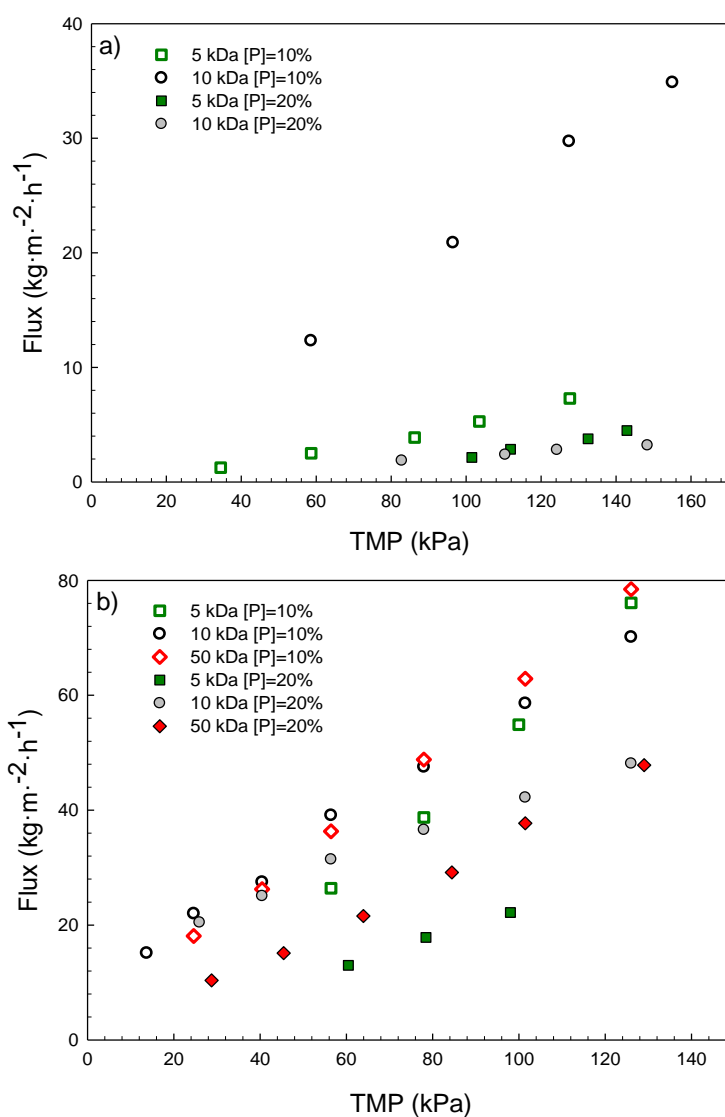 40
a)
5 kDa [P]=10%
10 kDa [P]=10%
5 kDa [P]=20%
10 kDa [P]=20%
30
20
10
0
Flux (kg·m·⁻²·h⁻¹)
0 20 40 60 80 100 120 140 160
TMP (kPa)
80
b)
5 kDa [P]=10%
10 kDa [P]=10%
50 kDa [P]=10%
5 kDa [P]=20%
10 kDa [P]=20%
50 kDa [P]=20%
60
40
20
0
Flux (kg·m·⁻²·h⁻¹)
0 20 40 60 80 100 120 140
TMP (kPa)